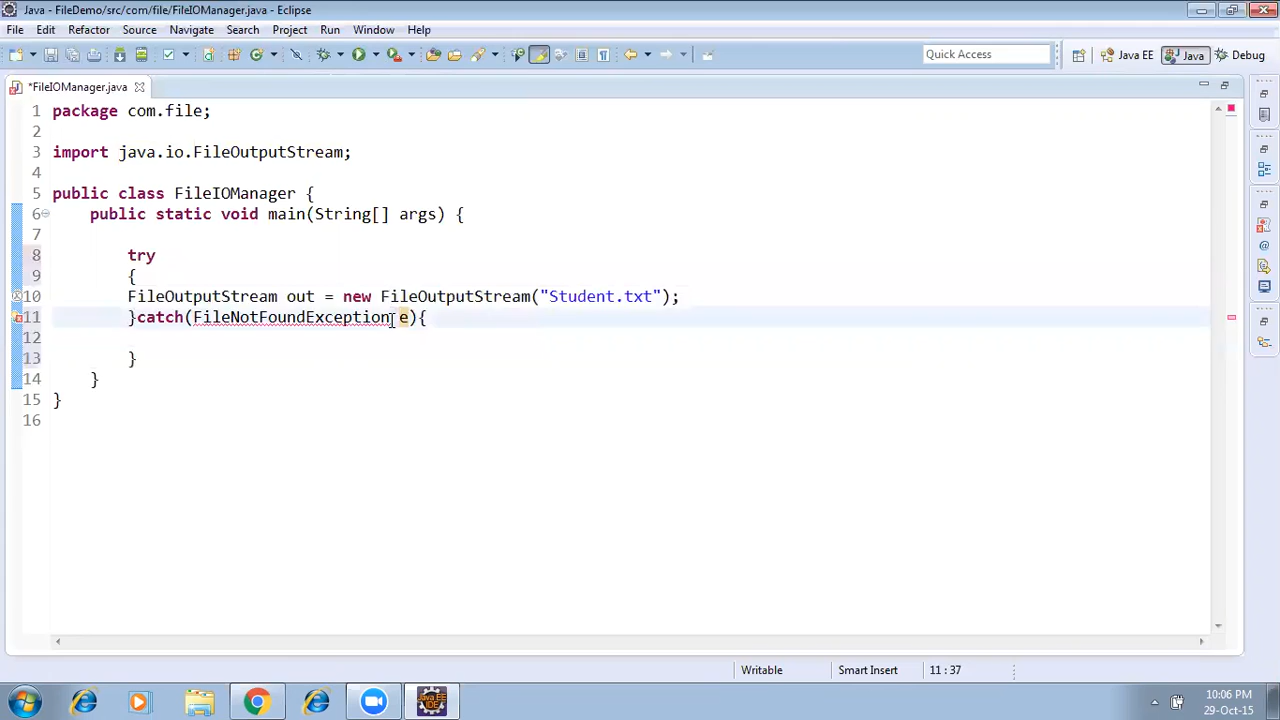 Java - FileDemo/src/com/file/FileIOManager.java - Eclipse
File Edit Refactor Source Navigate Search Project Run Window Help
Quick Access
Java EE
Java
Debug
*FileIOManager.java
1 package com.file;
2
3 import java.io.FileOutputStream;
4
5 public class FileIOManager {
6 public static void main(String[] args) {
7
8 try
9 {
10 FileOutputStream out = new FileOutputStream("Student.txt");
11 }catch(FileNotFoundException e){
12
13 }
14 }
15 }
16
Writable Smart Insert 11 : 37
Java EE
IDE
10:06 PM
29-Oct-15